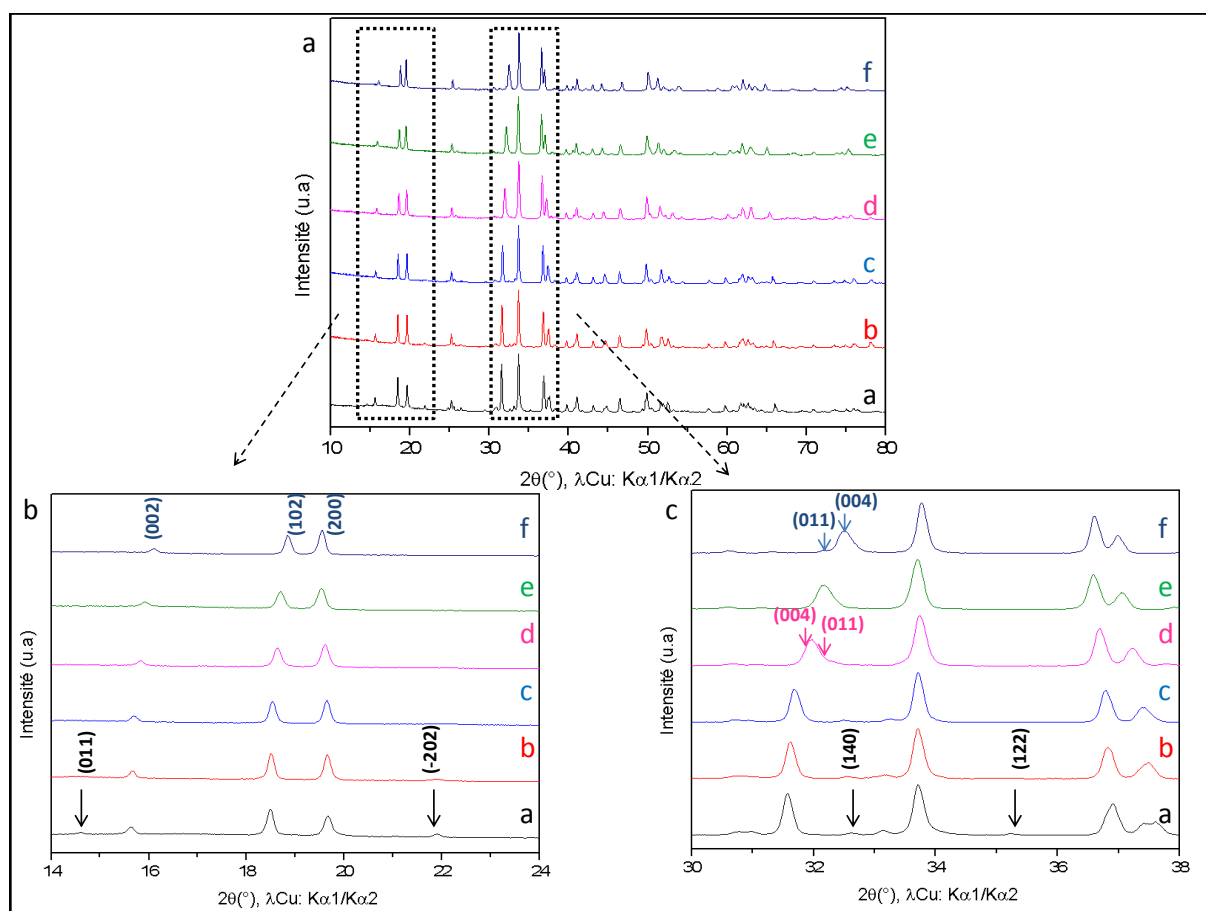 a
f
e
d
c
b
a
Intensité (u.a)
10 20 30 40 50 60 70 80
2θ(°), λCu: Kα1/Kα2
b
(002) (102) (200)
f
e
d
c
(011) (-202)
b
a
Intensité (u.a)
14 16 18 20 22 24
2θ(°), λCu: Kα1/Kα2
c
(011) (004)
f
e
(004) (011)
d
c
(140) (122)
b
a
Intensité (u.a)
30 32 34 36 38
2θ(°), λCu: Kα1/Kα2